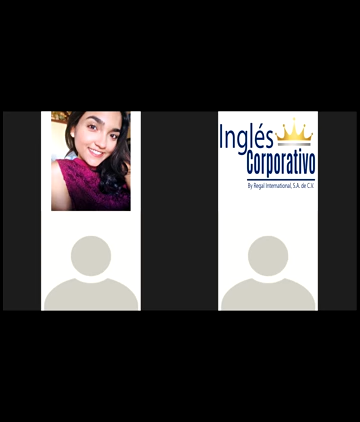 Inglés
Corporativo
By Regal International, S.A. de C.V.